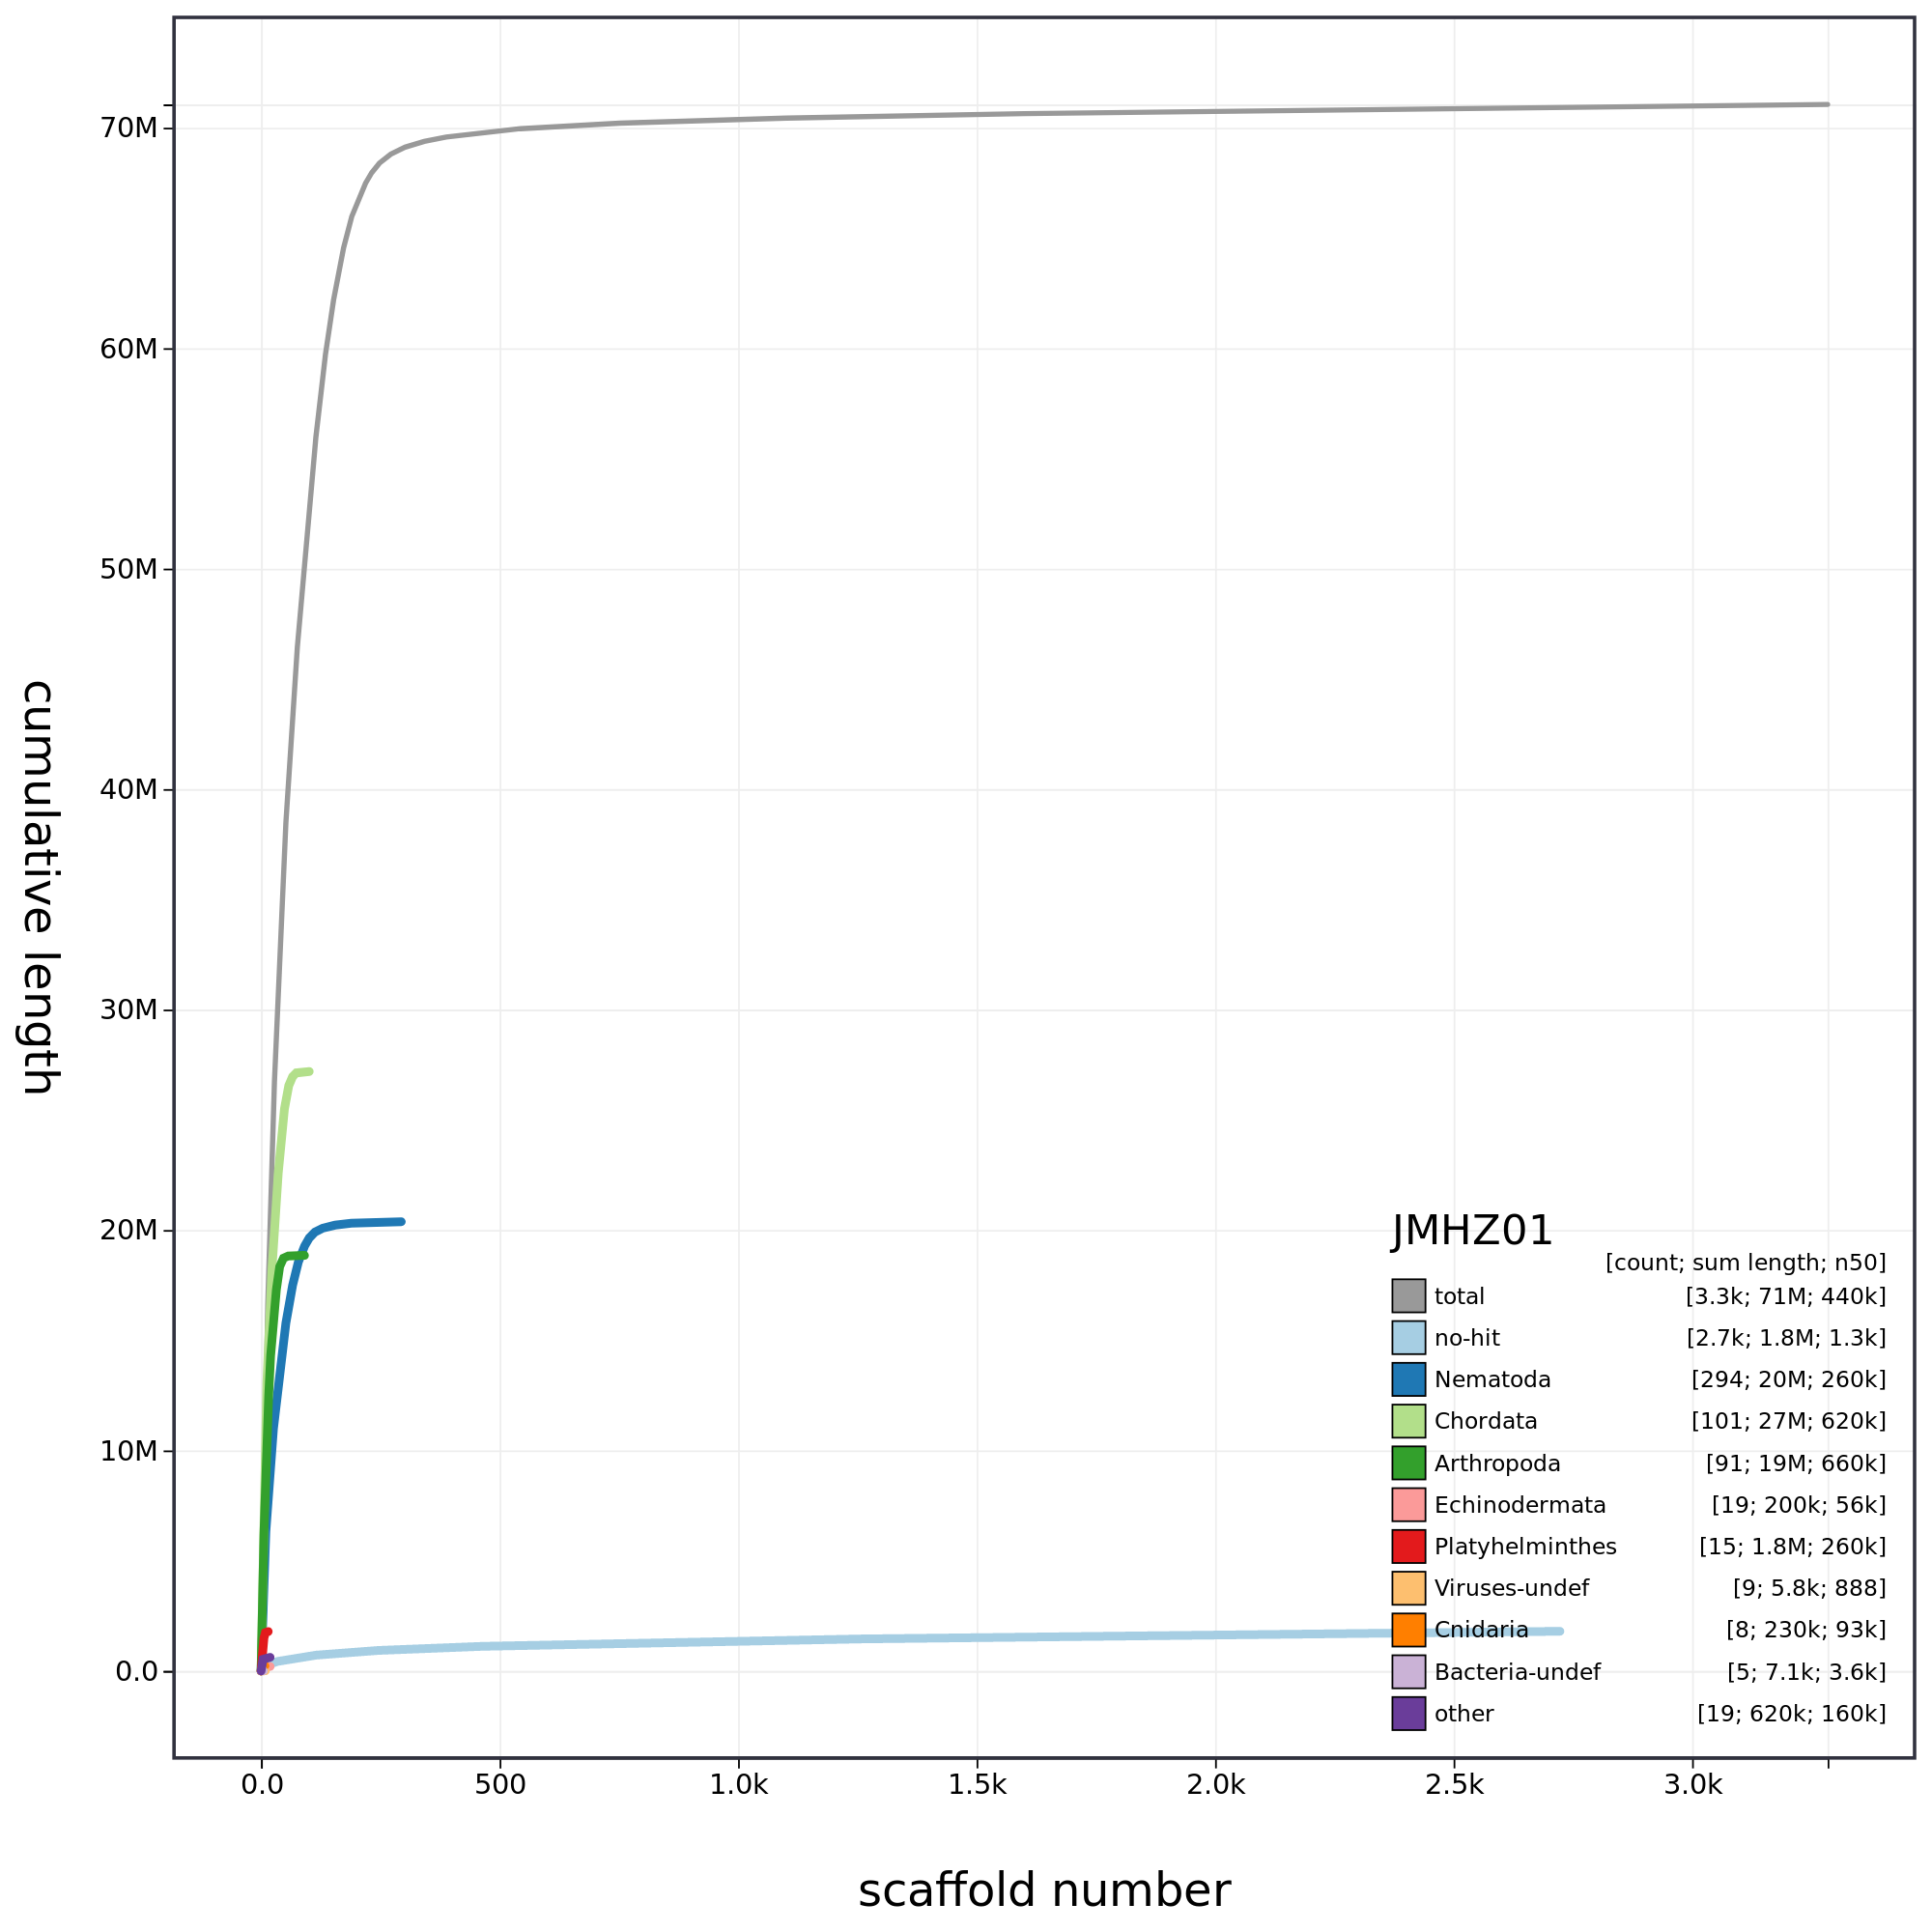 70M
60M
50M
40M
30M
20M
10M
0.0
cumulative length
0.0 500 1.0k 1.5k 2.0k 2.5k 3.0k
scaffold number
JMHZ01
[count; sum length; n50]
total [3.3k; 71M; 440k]
no-hit [2.7k; 1.8M; 1.3k]
Nematoda [294; 20M; 260k]
Chordata [101; 27M; 620k]
Arthropoda [91; 19M; 660k]
Echinodermata [19; 200k; 56k]
Platyhelminthes [15; 1.8M; 260k]
Viruses-undef [9; 5.8k; 888]
Cnidaria [8; 230k; 93k]
Bacteria-undef [5; 7.1k; 3.6k]
other [19; 620k; 160k]